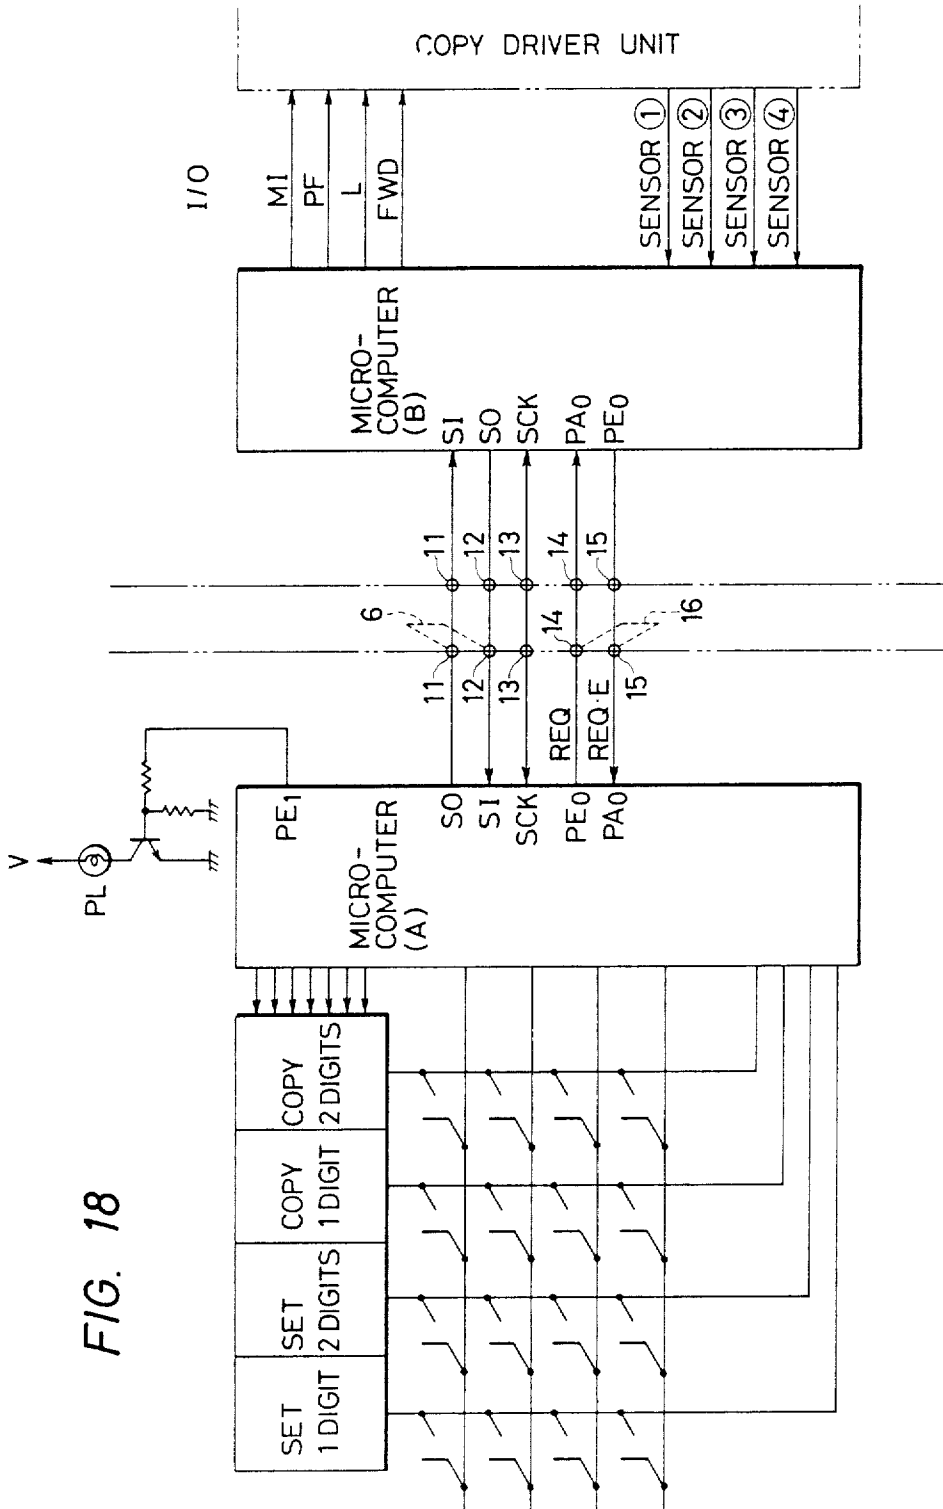 FIG. 18
SET
1 DIGIT
SET
2 DIGITS
COPY
1 DIGIT
COPY
2 DIGITS
V
PL
PE1
MICRO-
COMPUTER
(A)
SO
SI
SCK
PE0
PA0
REQ
REQ·E
11
12
13
14
15
6
16
11
12
13
14
15
MICRO-
COMPUTER
(B)
SI
SO
SCK
PA0
PE0
I/O
MI
PF
L
FWD
SENSOR ①
SENSOR ②
SENSOR ③
SENSOR ④
COPY DRIVER UNIT